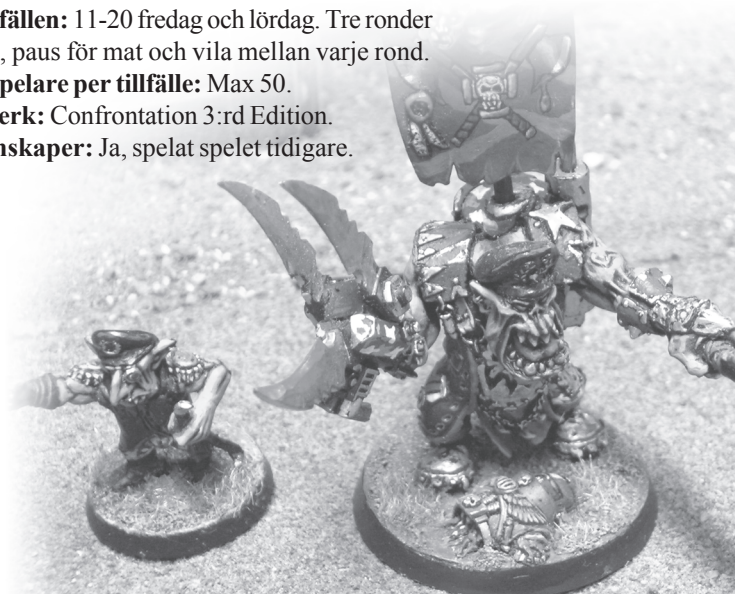 fällen: 11-20 fredag och lördag. Tre ronder
, paus för mat och vila mellan varje rond.
pelare per tillfälle: Max 50.
erk: Confrontation 3:rd Edition.
nskaper: Ja, spelat spelet tidigare.